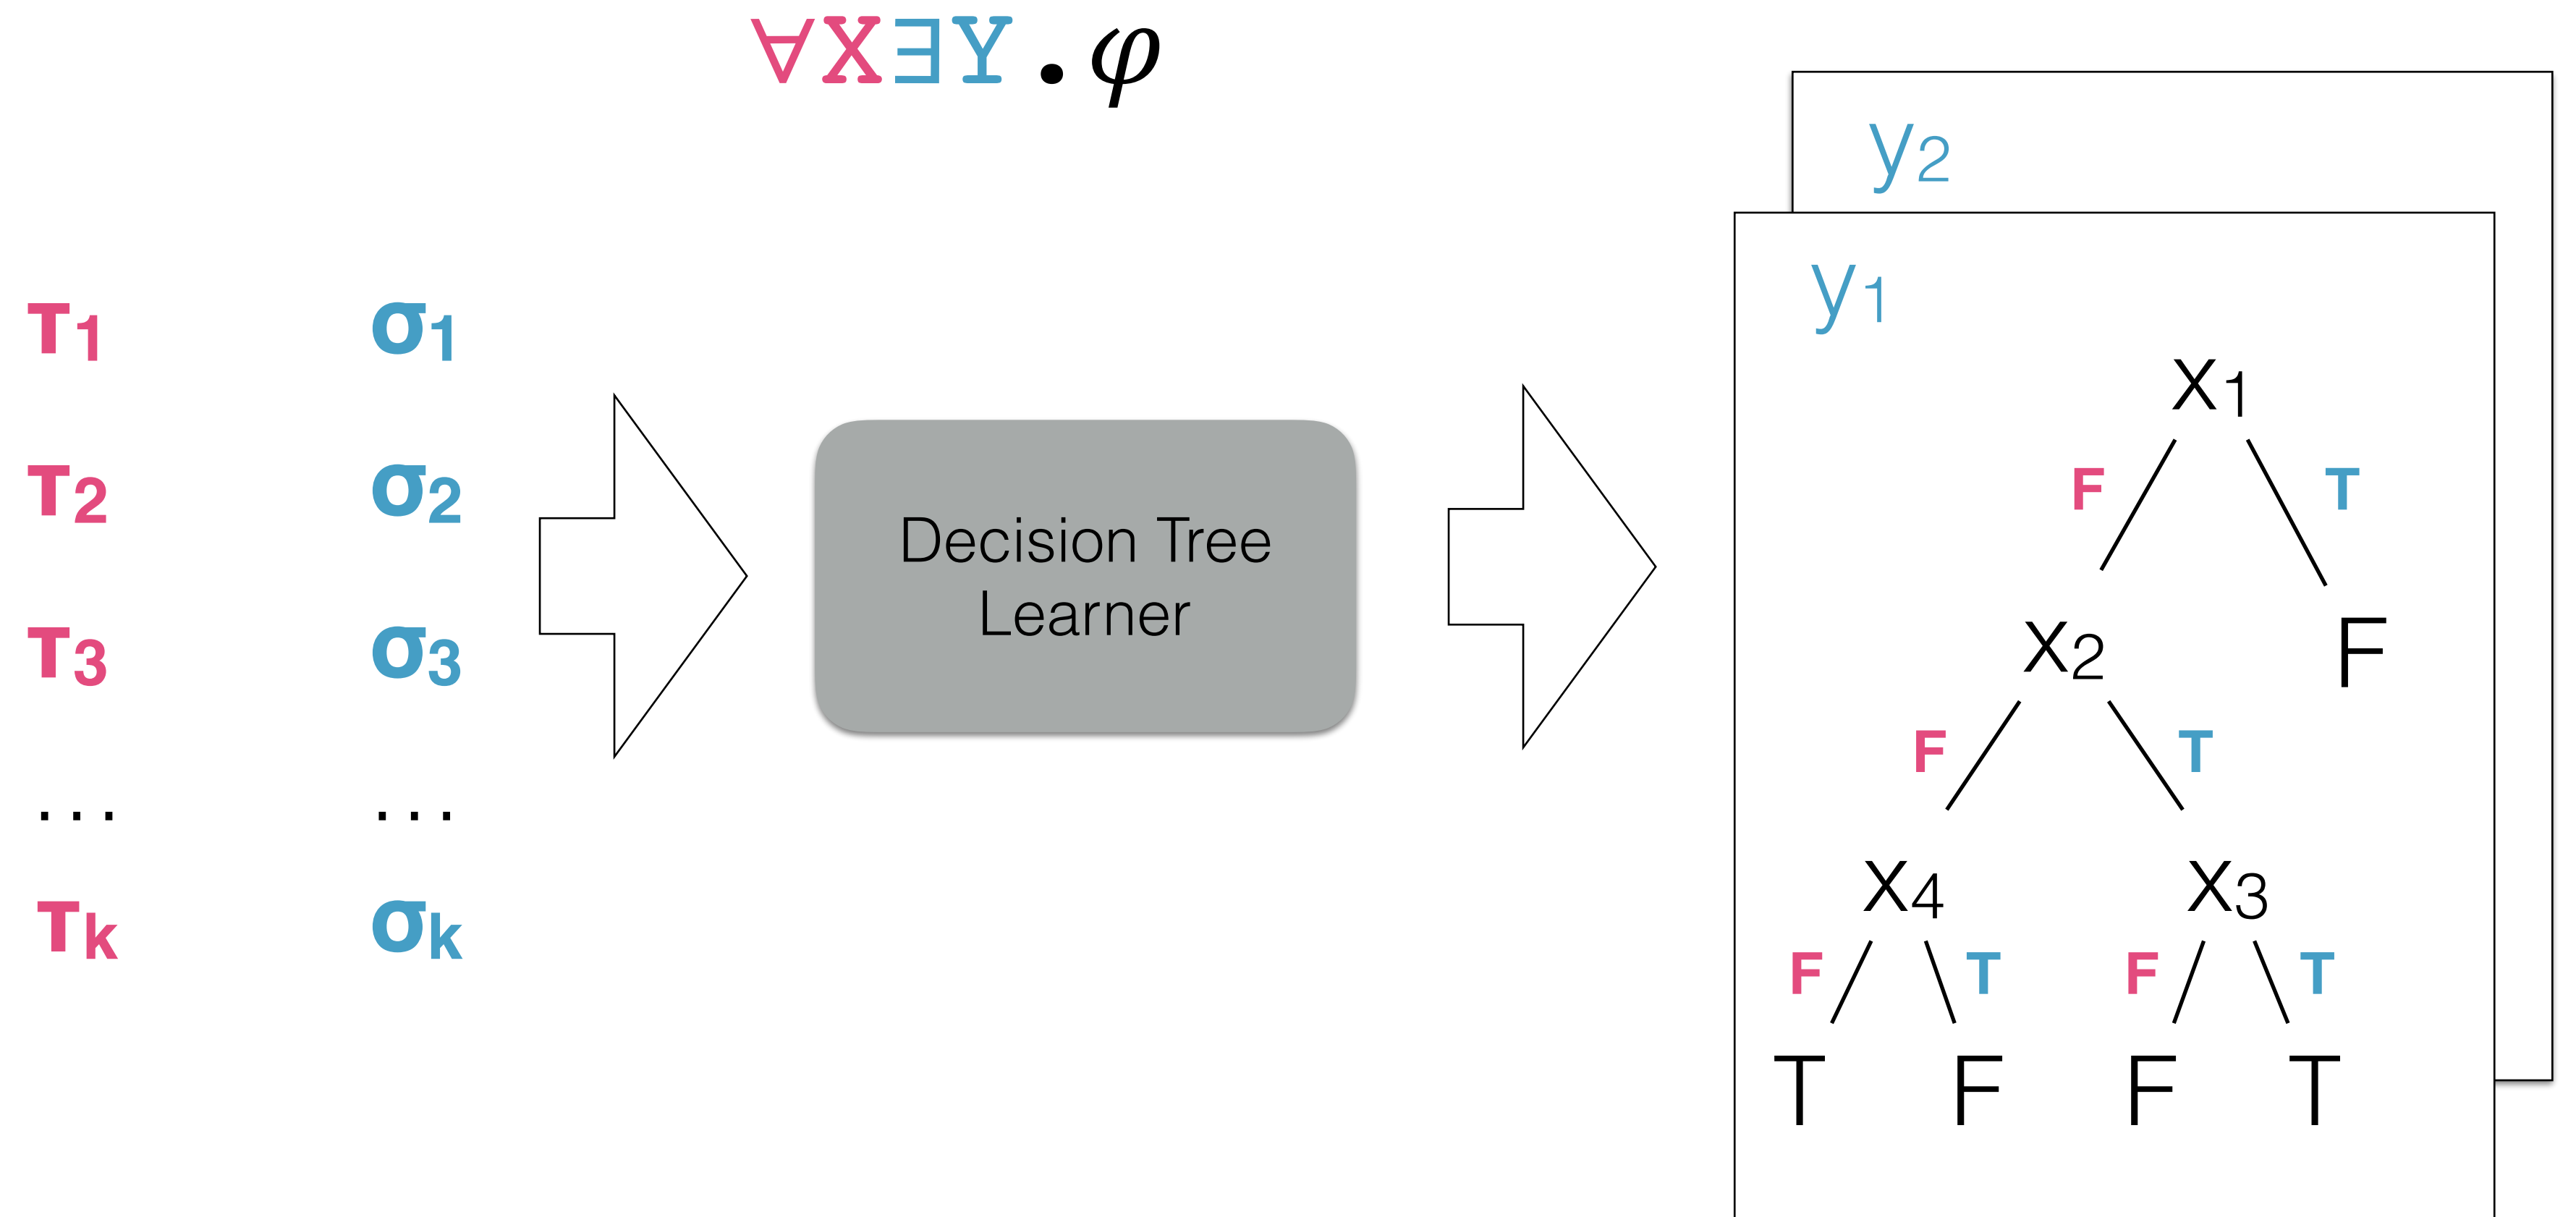 ∀X∃Y.φ
y2
y1
τ1 σ1
τ2 σ2
τ3 σ3
... ...
τk σk
Decision Tree
Learner
x1
F T
x2 F
F T
x4 x3
F T F T
T F F T